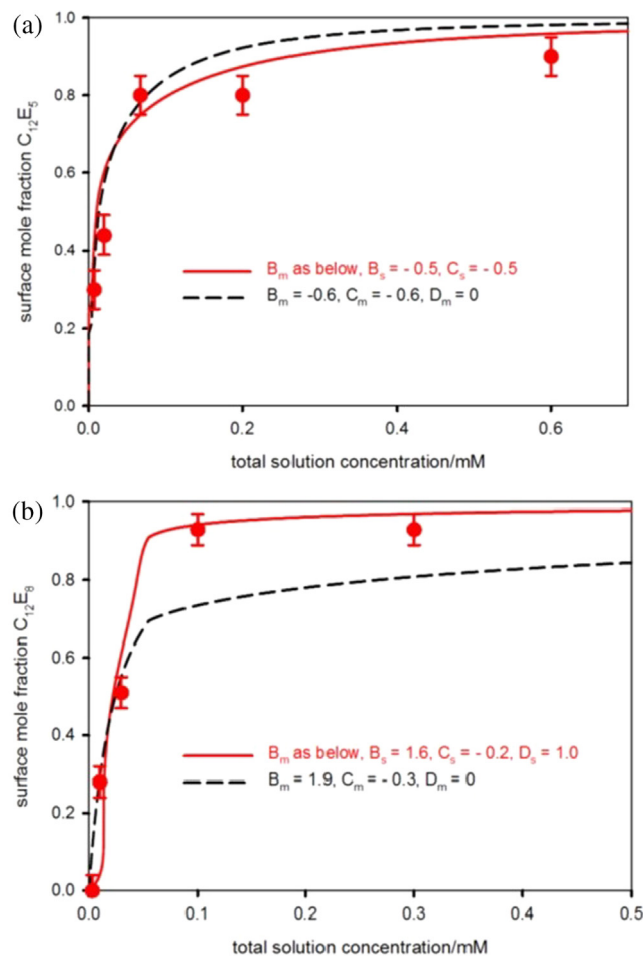 (a)
1.0
0.8
0.6
0.4
0.2
0.0
surface mole fraction C₁₂E₅
Bₘ as below, Bₛ = - 0.5, Cₛ = - 0.5
Bₘ = -0.6, Cₘ = -0.6, Dₘ = 0
0.0 0.2 0.4 0.6
total solution concentration/mM
(b)
1.0
0.8
0.6
0.4
0.2
0.0
surface mole fraction C₁₂E₈
Bₘ as below, Bₛ = 1.6, Cₛ = - 0.2, Dₛ = 1.0
Bₘ = 1.9, Cₘ = - 0.3, Dₘ = 0
0.0 0.1 0.2 0.3 0.4 0.5
total solution concentration/mM